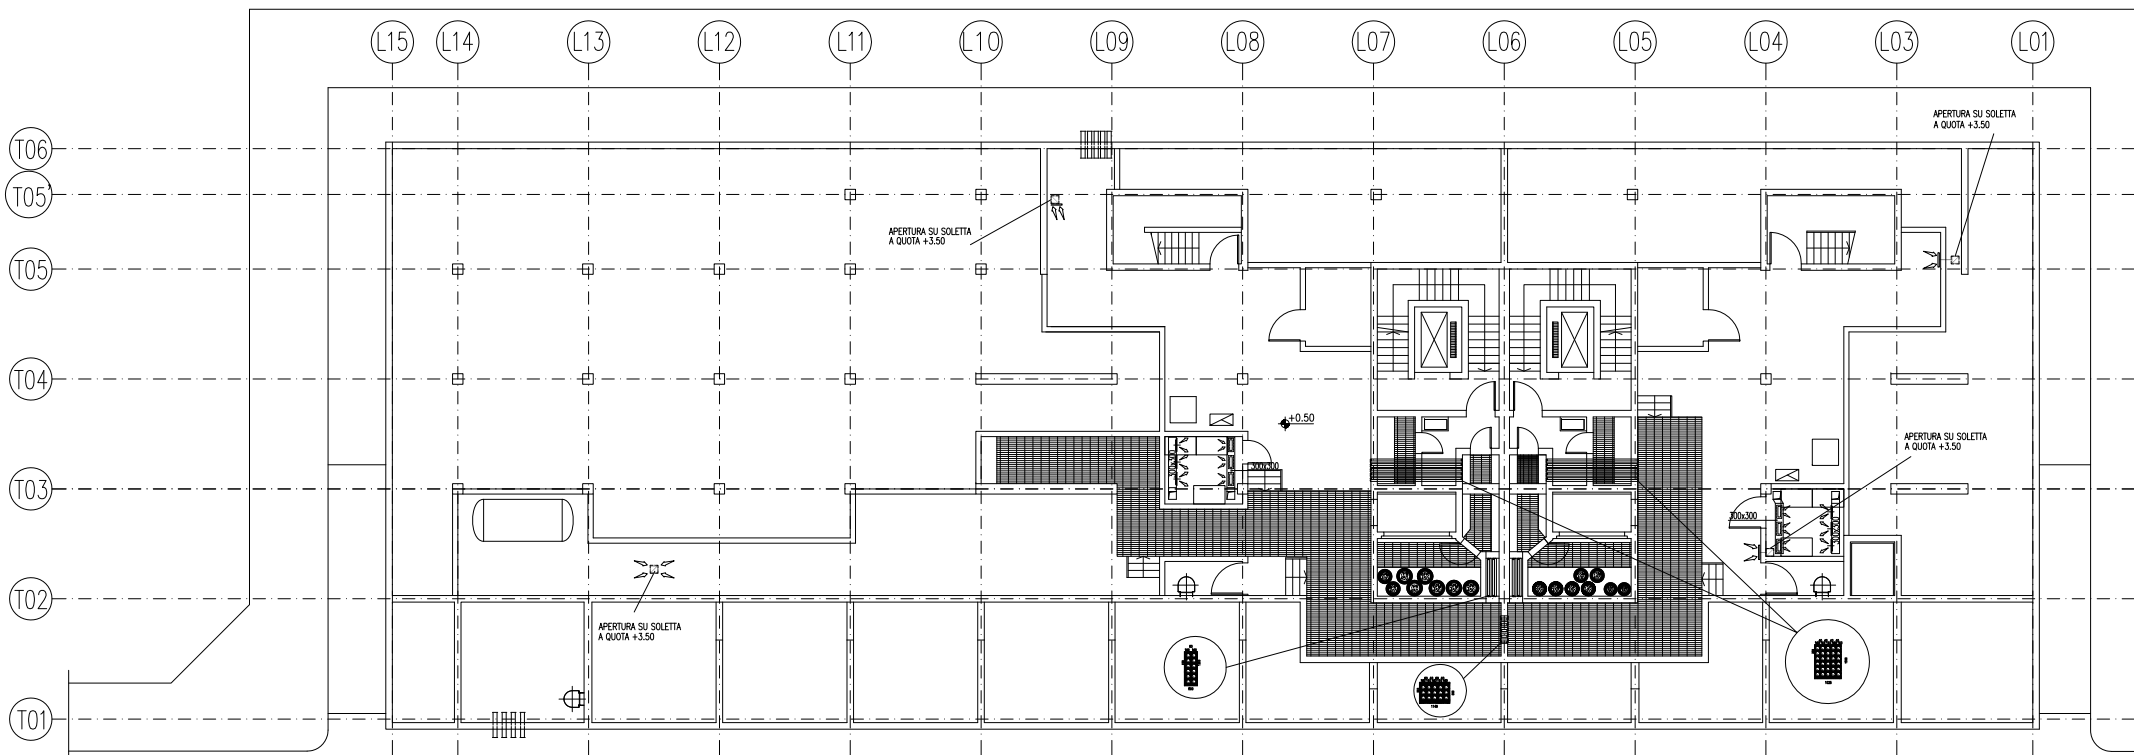 L15 L14 L13 L12 L11 L10 L09 L08 L07 L06 L05 L04 L03 L01
APERTURA SU SOLETTA
A QUOTA +3.50
T06
T05'
APERTURA SU SOLETTA
A QUOTA +3.50
T05
T04
+0.50
APERTURA SU SOLETTA
A QUOTA +3.50
300x300
300x300
T03
300x300
300x300
T02
APERTURA SU SOLETTA
A QUOTA +3.50
T01